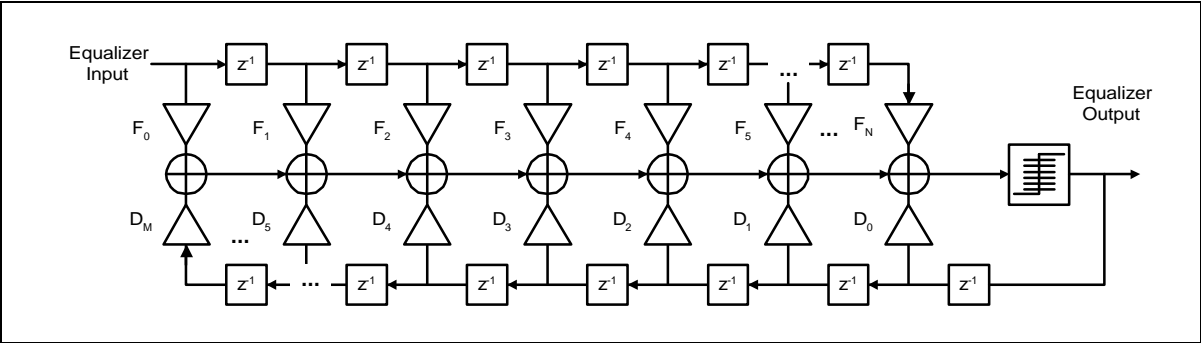 Equalizer
Input
z-1 z-1 z-1 z-1 z-1 ... z-1
Equalizer
Output
F0 F1 F2 F3 F4 F5 ... FN
DM ... D5 D4 D3 D2 D1 D0
z-1 ... z-1 z-1 z-1 z-1 z-1 z-1